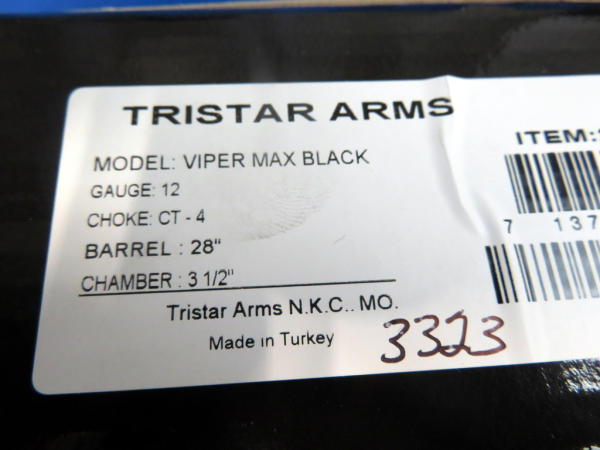 TRISTAR ARMS
ITEM:
MODEL: VIPER MAX BLACK
GAUGE: 12
CHOKE: CT - 4
BARREL : 28"
CHAMBER : 3 1/2"
7 137
Tristar Arms N.K.C.. MO.
Made in Turkey
3323